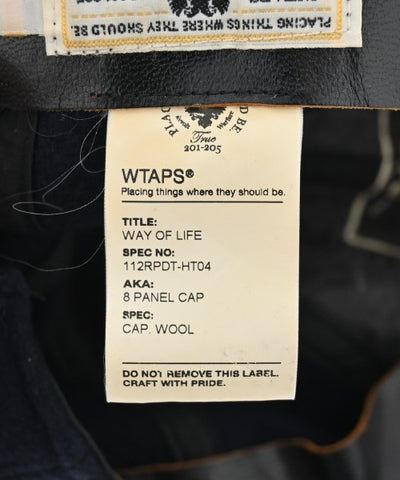 PLACING THINGS WHERE THEY SHOULD BE.
True
201-205
WTAPS®
Placing things where they should be.
TITLE:
WAY OF LIFE
SPEC NO:
112RPDT-HT04
AKA:
8 PANEL CAP
SPEC:
CAP. WOOL
DO NOT REMOVE THIS LABEL.
CRAFT WITH PRIDE.